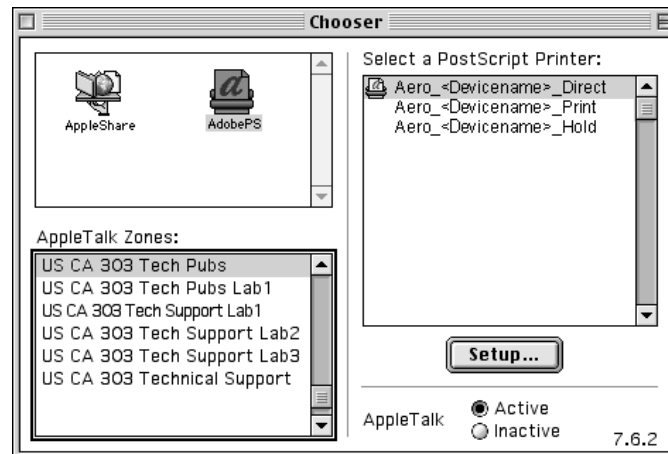 Chooser
AppleShare
AdobePS
AppleTalk Zones:
US CA 303 Tech Pubs
US CA 303 Tech Pubs Lab1
US CA 303 Tech Support Lab1
US CA 303 Tech Support Lab2
US CA 303 Tech Support Lab3
US CA 303 Technical Support
Select a PostScript Printer:
Aero_<Devicename>_Direct
Aero_<Devicename>_Print
Aero_<Devicename>_Hold
Setup...
AppleTalk
Active
Inactive
7.6.2